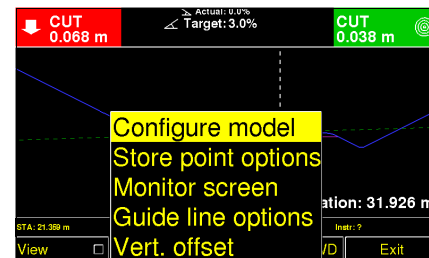 CUT
0.068 m
Actual: 0.0%
Target: 3.0%
CUT
0.038 m
Configure model
Store point options
Monitor screen
Guide line options
Vert. offset
ation: 31.926 m
STA: 21.359 m
Instr: ?
View
VD
Exit